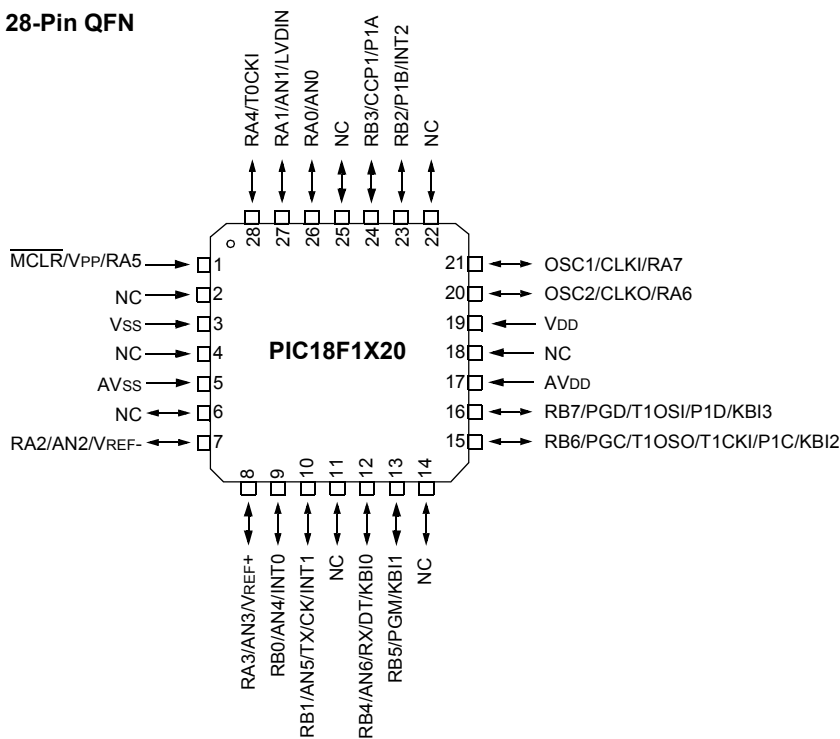 28-Pin QFN
RA4/T0CKI
RA1/AN1/LVDIN
RA0/AN0
NC
RB3/CCP1/P1A
RB2/P1B/INT2
NC
28
27
26
25
24
23
22
MCLR/VPP/RA5 1
NC 2
VSS 3
NC 4
AVSS 5
NC 6
RA2/AN2/VREF- 7
PIC18F1X20
21 OSC1/CLKI/RA7
20 OSC2/CLKO/RA6
19 VDD
18 NC
17 AVDD
16 RB7/PGD/T1OSI/P1D/KBI3
15 RB6/PGC/T1OSO/T1CKI/P1C/KBI2
8
9
10
11
12
13
14
RA3/AN3/VREF+
RB0/AN4/INT0
RB1/AN5/TX/CK/INT1
NC
RB4/AN6/RX/DT/KBI0
RB5/PGM/KBI1
NC